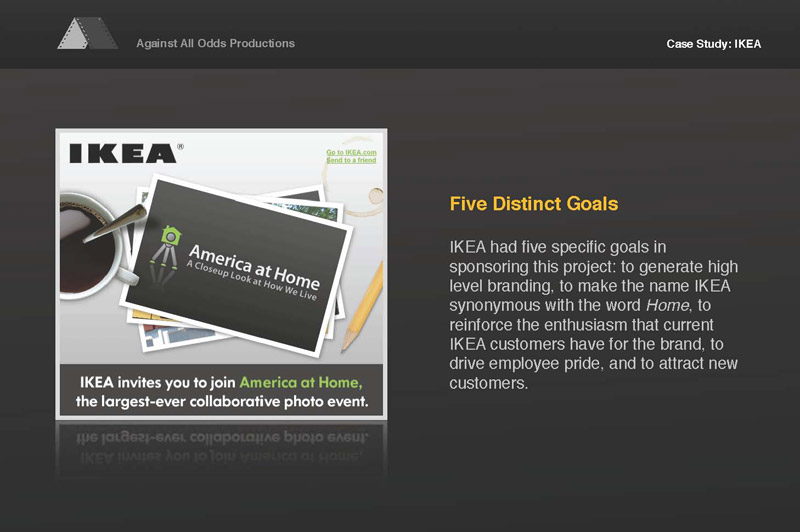 Against All Odds Productions
Case Study: IKEA
IKEA®
Go to IKEA.com
Send to a friend
America at Home
A Closeup Look at How We Live
IKEA invites you to join America at Home,
the largest-ever collaborative photo event.
Five Distinct Goals
IKEA had five specific goals in
sponsoring this project: to generate high
level branding, to make the name IKEA
synonymous with the word Home, to
reinforce the enthusiasm that current
IKEA customers have for the brand, to
drive employee pride, and to attract new
customers.